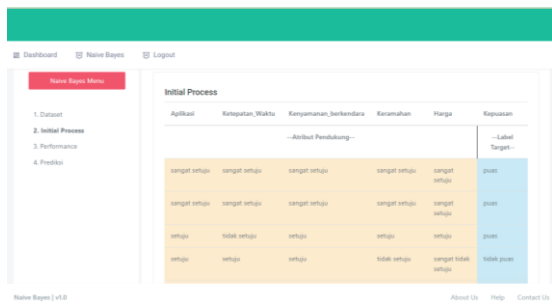 Dashboard Naive Bayes Logout
Naive Bayes Menu
1. Dataset
2. Initial Process
3. Performance
4. Prediksi
Initial Process
Aplikasi Ketepatan_Waktu Kenyamanan_berkendara Keramahan Harga Kepuasan
--Atribut Pendukung-- --Label
Target--
sangat setuju sangat setuju sangat setuju sangat setuju sangat puas
setuju
sangat setuju sangat setuju sangat setuju sangat setuju sangat puas
setuju
setuju tidak setuju setuju setuju setuju puas
setuju setuju setuju tidak setuju sangat tidak tidak puas
setuju
Naive Bayes | v1.0 About Us Help Contact Us